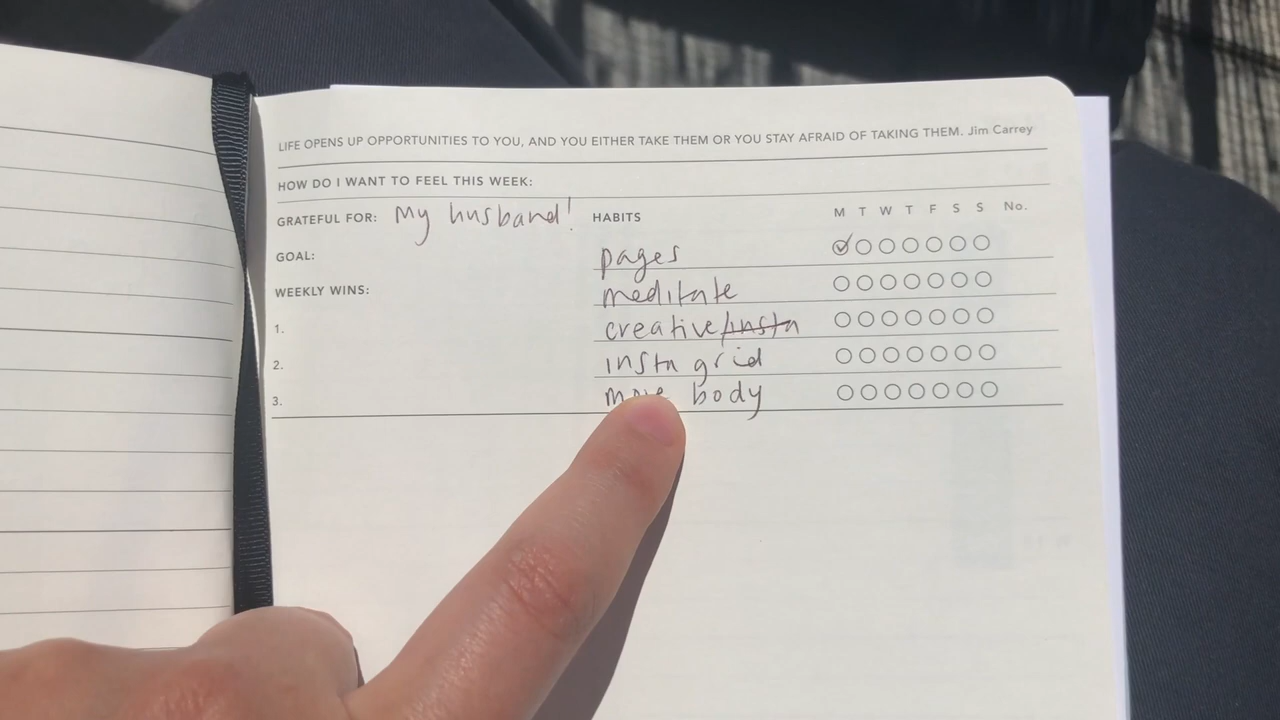 LIFE OPENS UP OPPORTUNITIES TO YOU, AND YOU EITHER TAKE THEM OR YOU STAY AFRAID OF TAKING THEM. Jim Carrey
HOW DO I WANT TO FEEL THIS WEEK:
GRATEFUL FOR: My husband!
GOAL:
WEEKLY WINS:
1.
2.
3.
HABITS M T W T F S S No.
pages
meditate
creative/insta
insta grid
move body